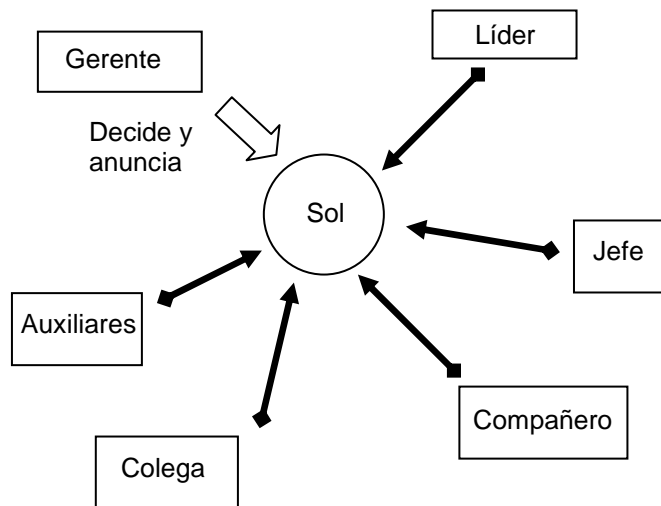 Líder
Gerente
Decide y
anuncia
Sol
Jefe
Auxiliares
Compañero
Colega